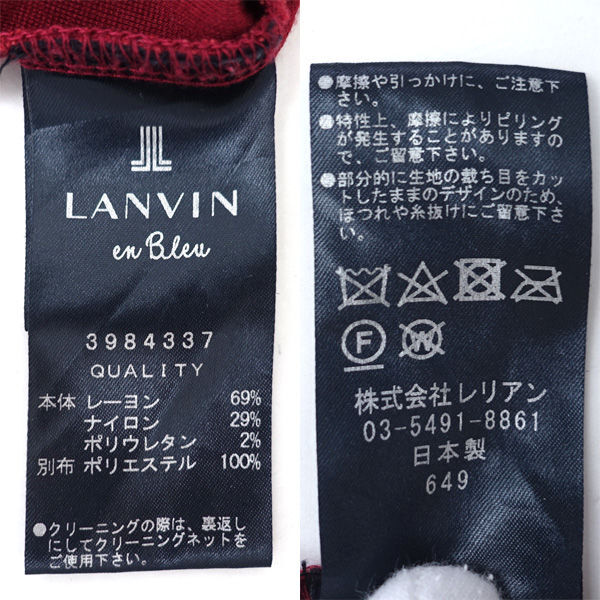 LANVIN
en Bleu
3984337
QUALITY
本体 レーヨン 69%
ナイロン 29%
ポリウレタン 2%
別布 ポリエステル 100%
●クリーニングの際は、裏返し
にしてクリーニングネットを
ご使用下さい。
●摩擦や引っかけに、ご注意下
さい。
●特性上、摩擦によりピリング
が発生することがありますの
で、ご留意下さい。
●部分的に生地の裁ち目をカッ
トしたままのデザインのため、
ほつれや糸抜けにご留意下さ
い。
F W
株式会社レリアン
03-5491-8861
日本製
649